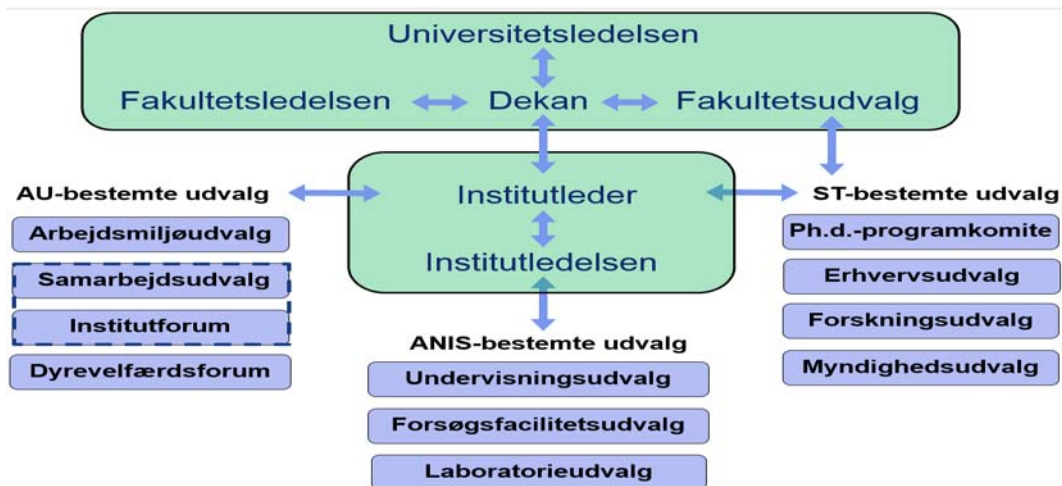 Universitetsledelsen
Fakultetsledelsen Dekan Fakultetsudvalg
AU-bestemte udvalg
Arbejdsmiljøudvalg
Samarbejdsudvalg
Institutforum
Dyrevelfærdsforum
Institutleder
Institutledelsen
ANIS-bestemte udvalg
Undervisningsudvalg
Forsøgsfacilitetsudvalg
Laboratorieudvalg
ST-bestemte udvalg
Ph.d.-programkomite
Erhvervsudvalg
Forskningsudvalg
Myndighedsudvalg